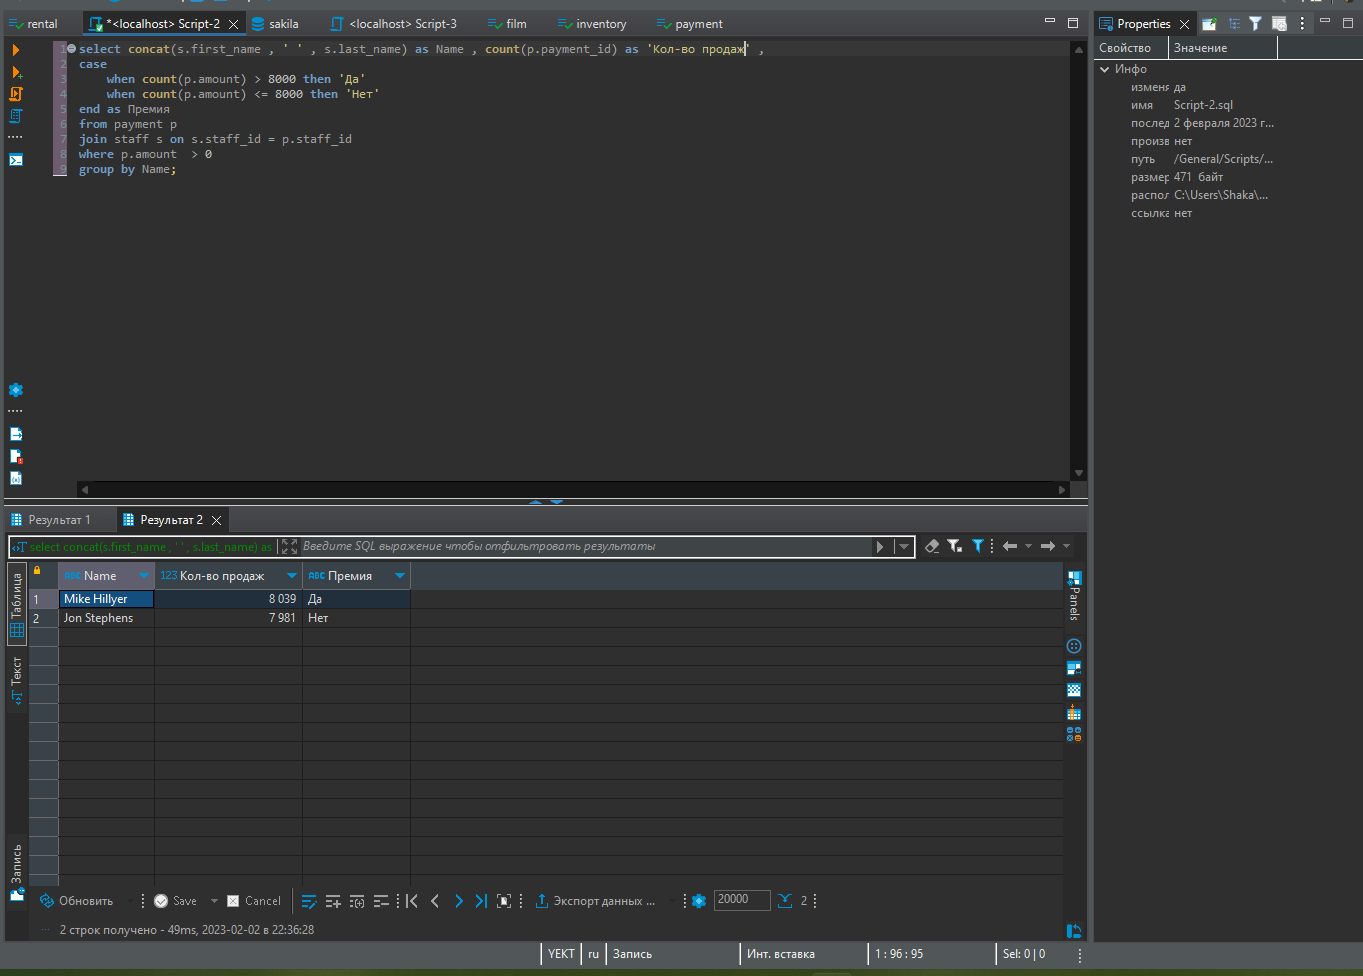 rental
*<localhost> Script-2
sakila
<localhost> Script-3
film
inventory
payment
1 select concat(s.first_name , ' ' , s.last_name) as Name , count(p.payment_id) as 'Кол-во продаж' ,
2 case
3 when count(p.amount) > 8000 then 'Да'
4 when count(p.amount) <= 8000 then 'Нет'
5 end as Премия
6 from payment p
7 join staff s on s.staff_id = p.staff_id
8 where p.amount  > 0
9 group by Name;
Properties
Свойство Значение
Инфо
изменя да
имя Script-2.sql
послед 2 февраля 2023 г...
произв нет
путь /General/Scripts/...
размер 471 байт
распол C:\Users\Shaka\...
ссылка нет
Результат 1
Результат 2
select concat(s.first_name , ' ' , s.last_name) as
Введите SQL выражение чтобы отфильтровать результаты
Таблица
Текст
Запись
ABC Name 123 Кол-во продаж ABC Премия
1 Mike Hillyer 8 039 Да
2 Jon Stephens 7 981 Нет
Panels
Обновить
Save
Cancel
Экспорт данных ...
20000
2
2 строк получено - 49ms, 2023-02-02 в 22:36:28
YEKT
ru
Запись
Инт. вставка
1 : 96 : 95
Sel: 0 | 0